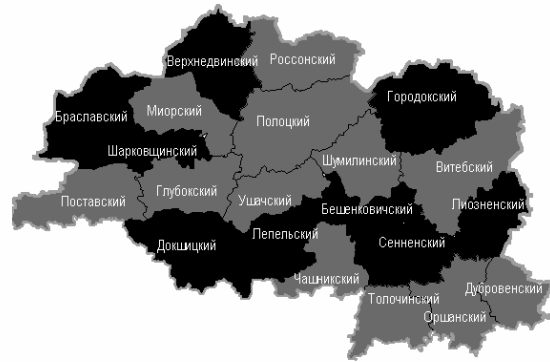 Верхнедвинский
Россонский
Городокский
Браславский
Миорский
Полоцкий
Шарковщинский
Шумилинский
Витебский
Поставский
Глубокский
Ушачский
Бешенковичский
Лиозненский
Докшицкий
Лепельский
Сенненский
Чашникский
Толочинский
Дубровенский
Оршанский